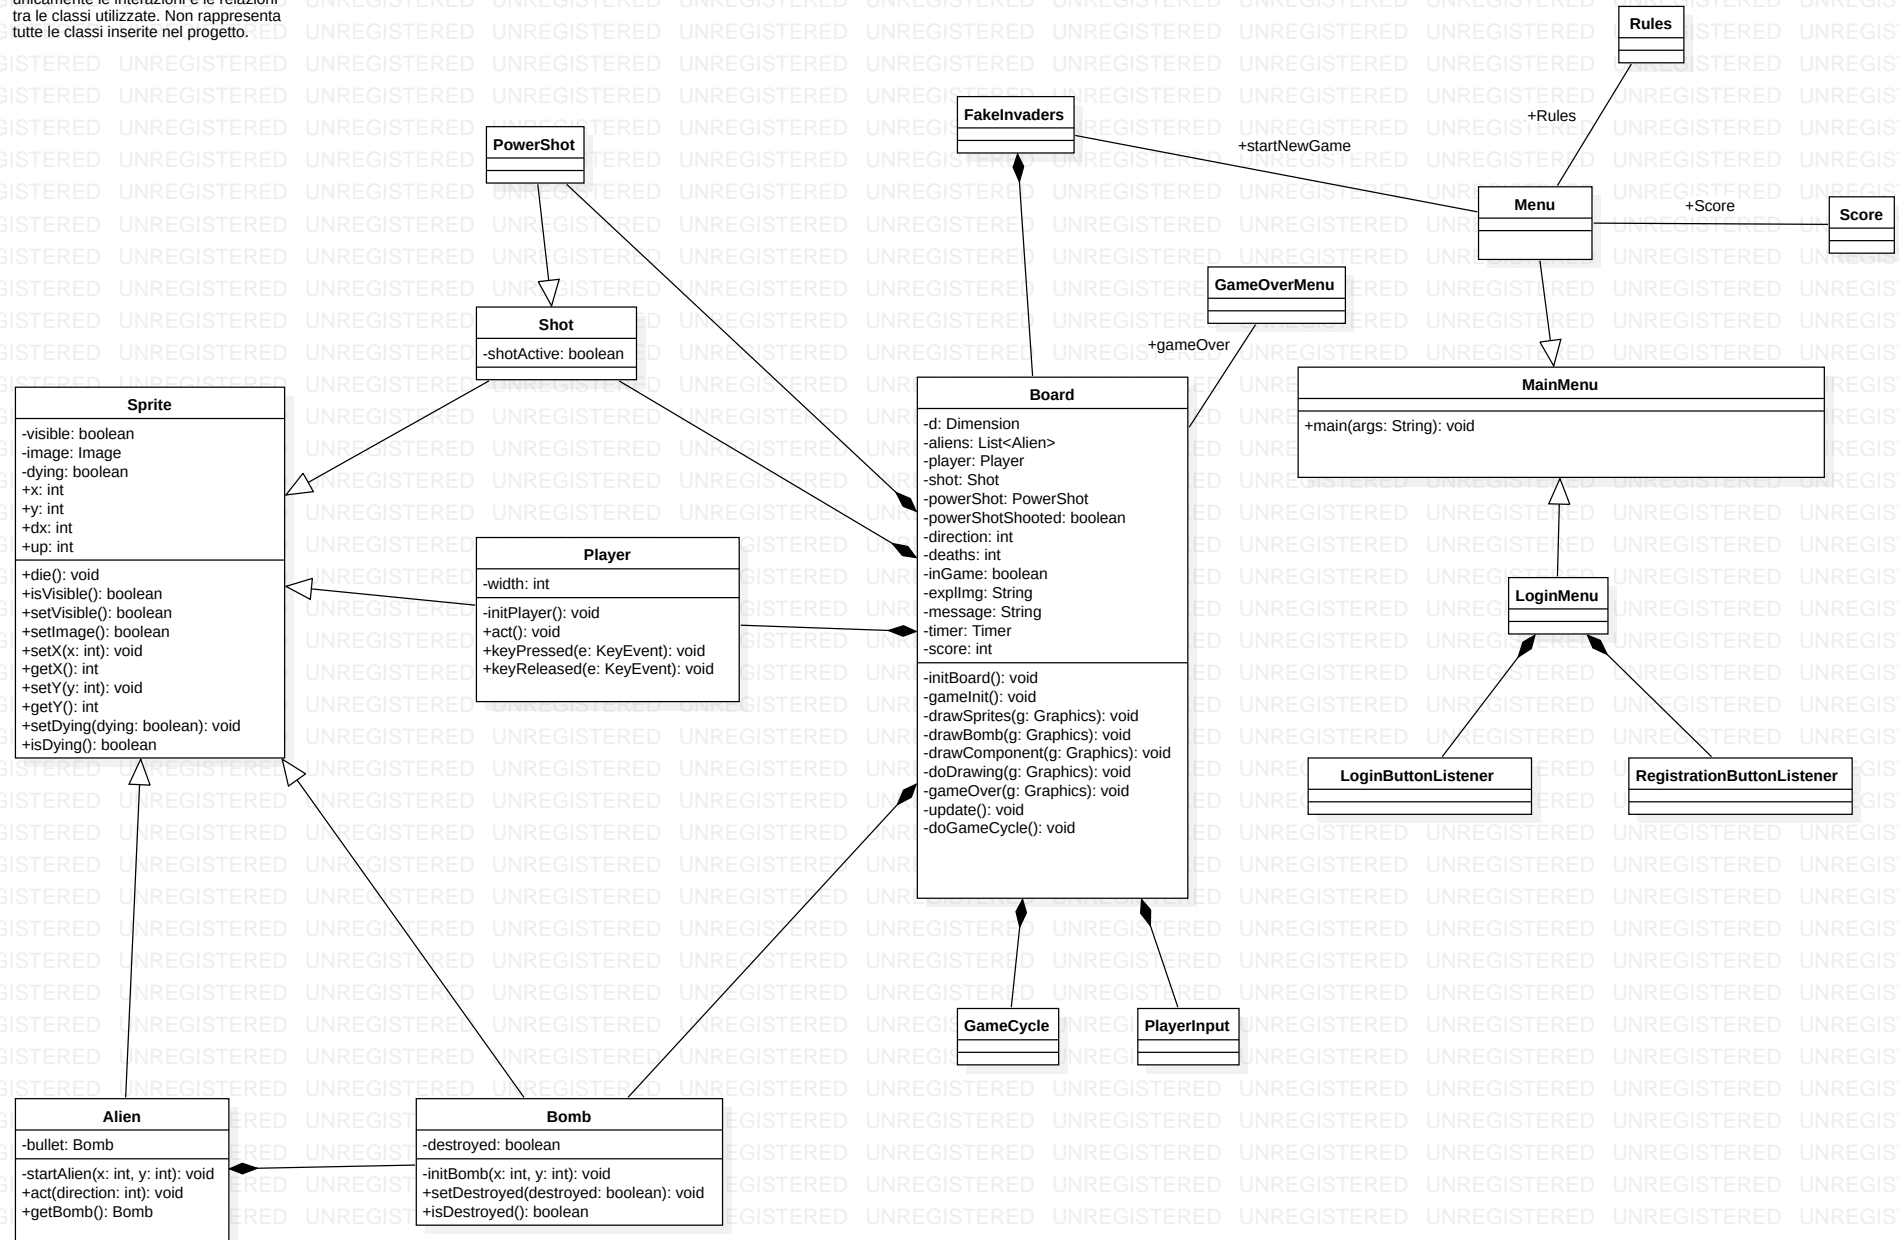 unicamente le interazioni e le relazioni
tra le classi utilizzate. Non rappresenta
tutte le classi inserite nel progetto.
Rules
+Rules
FakeInvaders
+startNewGame
PowerShot
Menu
+Score
Score
GameOverMenu
+gameOver
Shot
-shotActive: boolean
MainMenu
+main(args: String): void
Sprite
-visible: boolean
-image: Image
-dying: boolean
+x: int
+y: int
+dx: int
+up: int
+die(): void
+isVisible(): boolean
+setVisible(): boolean
+setImage(): boolean
+setX(x: int): void
+getX(): int
+setY(y: int): void
+getY(): int
+setDying(dying: boolean): void
+isDying(): boolean
Player
-width: int
-initPlayer(): void
+act(): void
+keyPressed(e: KeyEvent): void
+keyReleased(e: KeyEvent): void
Board
-d: Dimension
-aliens: List<Alien>
-player: Player
-shot: Shot
-powerShot: PowerShot
-powerShotShooted: boolean
-direction: int
-deaths: int
-inGame: boolean
-explImg: String
-message: String
-timer: Timer
-score: int
-initBoard(): void
-gameInit(): void
-drawSprites(g: Graphics): void
-drawBomb(g: Graphics): void
-drawComponent(g: Graphics): void
-doDrawing(g: Graphics): void
-gameOver(g: Graphics): void
-update(): void
-doGameCycle(): void
LoginMenu
LoginButtonListener
RegistrationButtonListener
GameCycle
PlayerInput
Alien
-bullet: Bomb
-startAlien(x: int, y: int): void
+act(direction: int): void
+getBomb(): Bomb
Bomb
-destroyed: boolean
-initBomb(x: int, y: int): void
+setDestroyed(destroyed: boolean): void
+isDestroyed(): boolean
UNREGISTERED